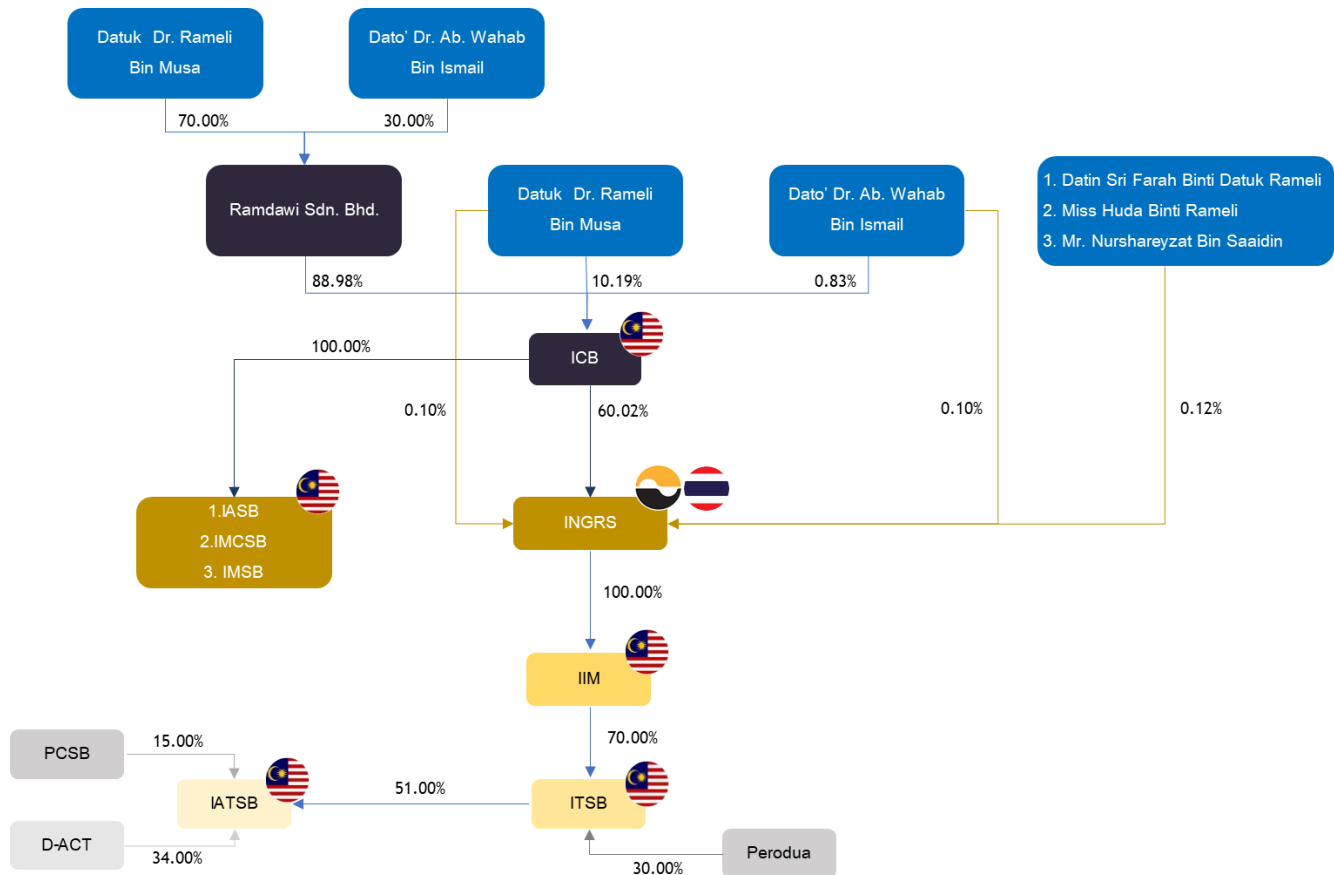 Datuk Dr. Rameli
Bin Musa
Dato' Dr. Ab. Wahab
Bin Ismail
70.00%
30.00%
Ramdawi Sdn. Bhd.
Datuk Dr. Rameli
Bin Musa
Dato' Dr. Ab. Wahab
Bin Ismail
1. Datin Sri Farah Binti Datuk Rameli
2. Miss Huda Binti Rameli
3. Mr. Nurshareyzat Bin Saaidin
88.98%
10.19%
0.83%
100.00%
ICB
0.10%
60.02%
0.10%
0.12%
1.IASB
2.IMCSB
3. IMSB
INGRS
100.00%
IIM
70.00%
PCSB
15.00%
IATSB
51.00%
ITSB
D-ACT
34.00%
30.00%
Perodua